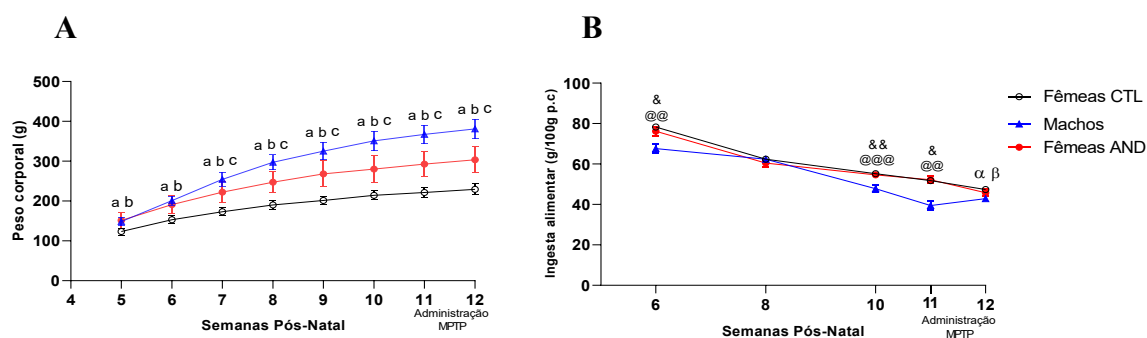 A
500
400
300
200
100
0
Peso corporal (g)
a b
a b
a b c
a b c
a b c
a b c
a b c
a b c
4
5
6
7
8
9
10
11
12
Administração
MPTP
Semanas Pós-Natal
B
100
80
60
40
20
0
Ingesta alimentar (g/100g p.c)
&
@@
&&
@@@
&
@@
α β
6
8
10
11
12
Administração
MPTP
Semanas Pós-Natal
Fêmeas CTL
Machos
Fêmeas AND